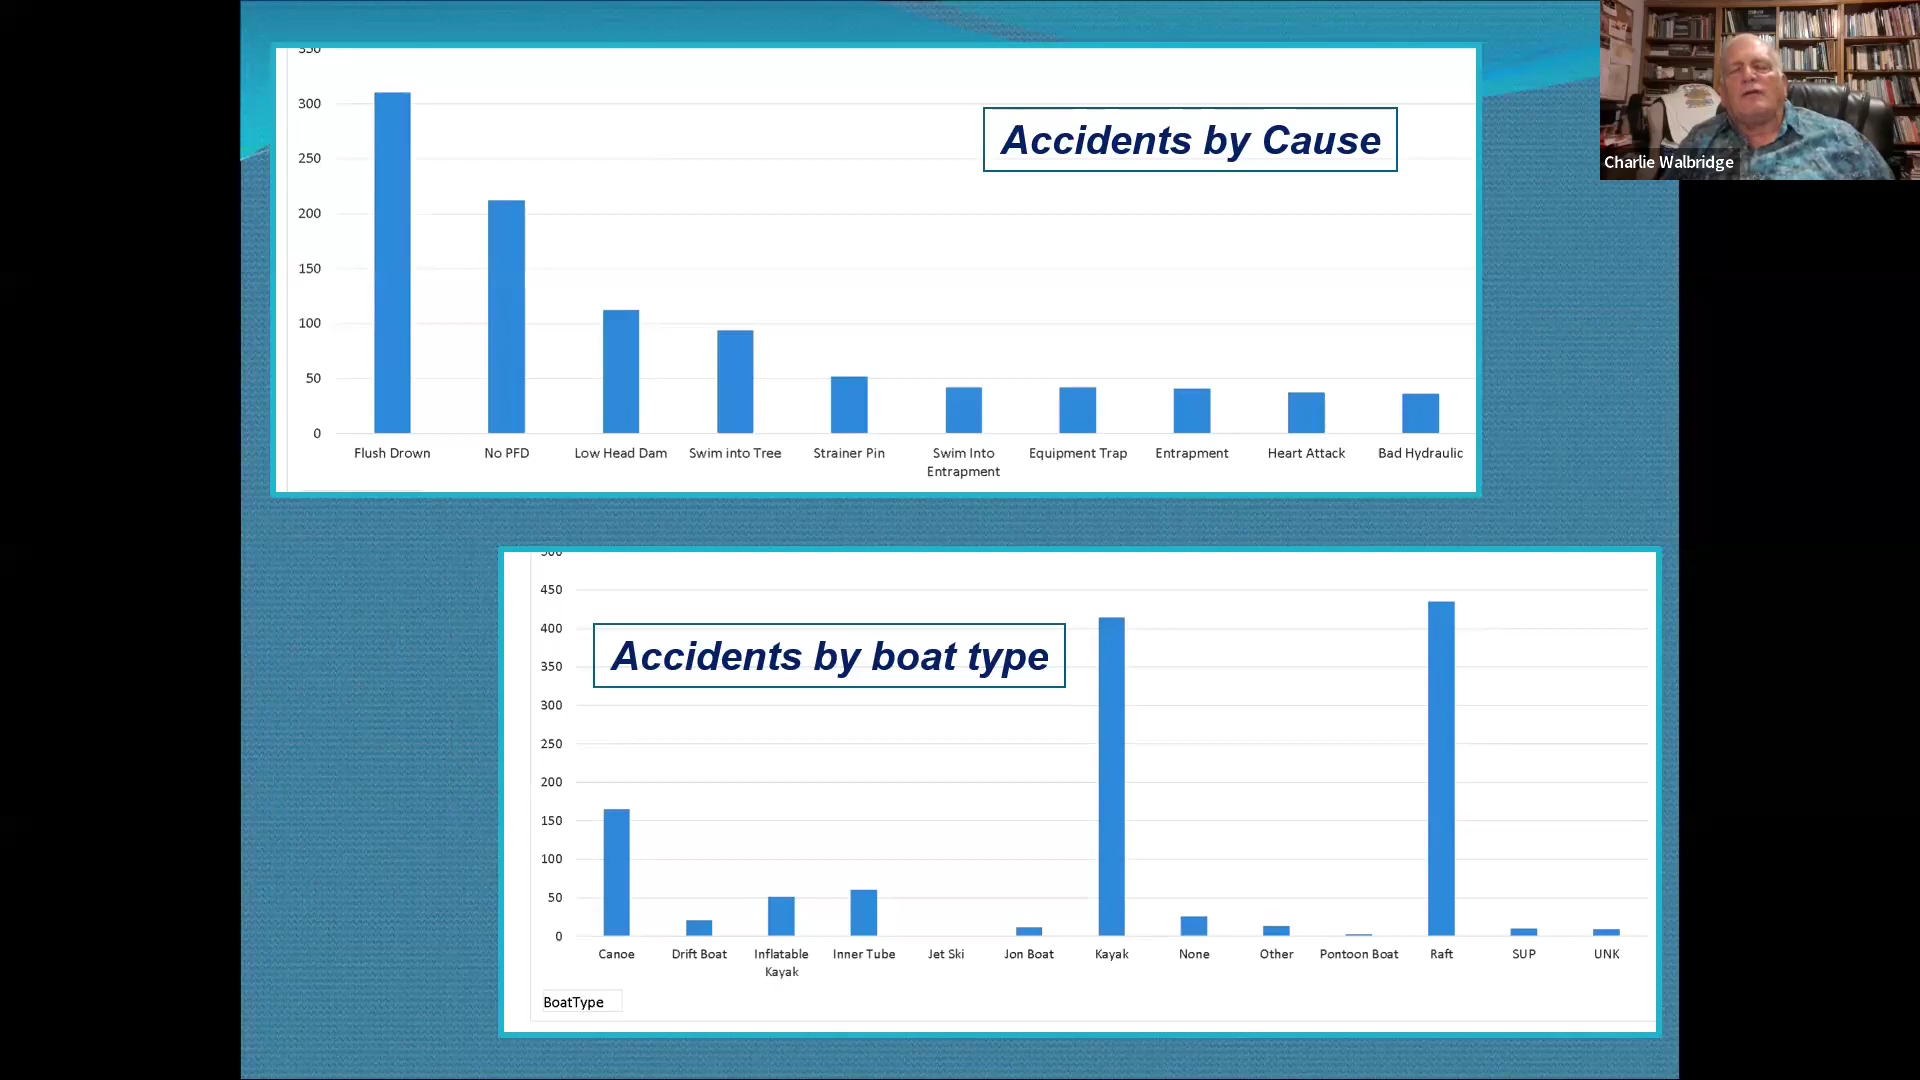 350
300
250
200
150
100
50
0
Accidents by Cause
Flush Drown
No PFD
Low Head Dam
Swim into Tree
Strainer Pin
Swim Into
Entrapment
Equipment Trap
Entrapment
Heart Attack
Bad Hydraulic
Charlie Walbridge
500
450
400
350
300
250
200
150
100
50
0
Accidents by boat type
Canoe
Drift Boat
Inflatable
Kayak
Inner Tube
Jet Ski
Jon Boat
Kayak
None
Other
Pontoon Boat
Raft
SUP
UNK
BoatType